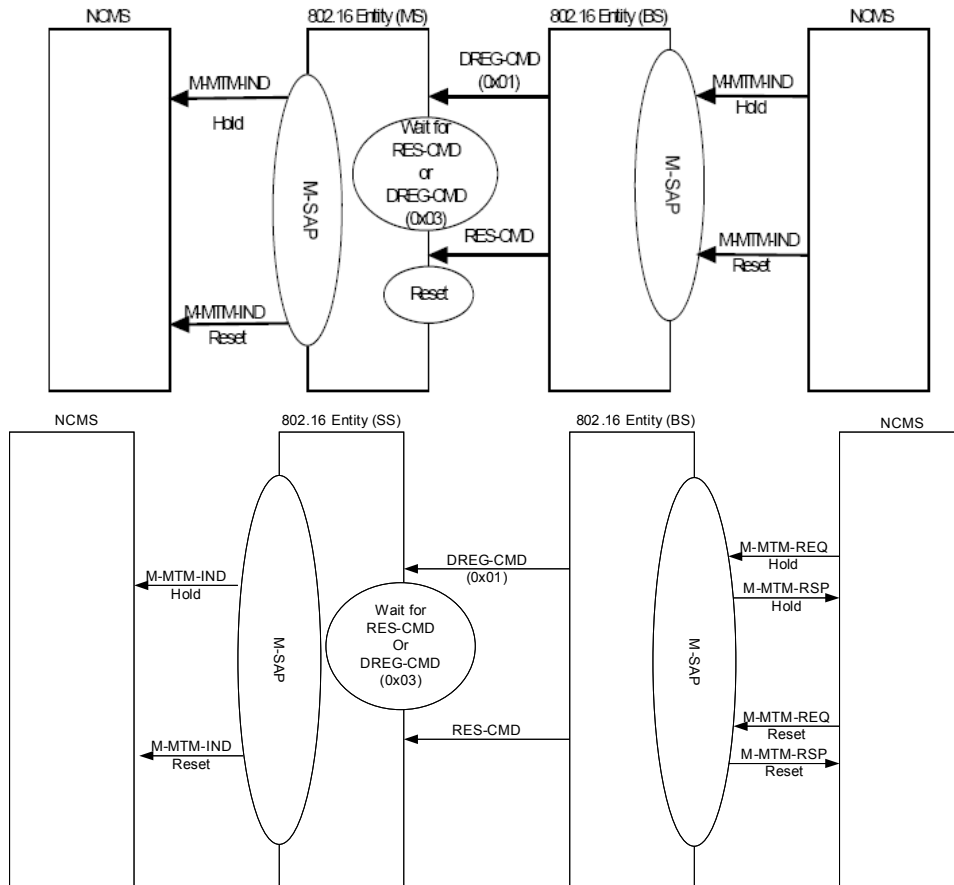 NCMS
802.16 Entity (MS)
802.16 Entity (BS)
NCMS
DREG-CMD
(0x01)
M-MTM-IND
Hold
M-MTM-IND
Hold
Wait for
RES-CMD
or
DREG-CMD
(0x03)
M-SAP
M-SAP
RES-CMD
M-MTM-IND
Reset
Reset
M-MTM-IND
Reset
NCMS
802.16 Entity (SS)
802.16 Entity (BS)
NCMS
M-MTM-REQ
Hold
DREG-CMD
(0x01)
M-MTM-IND
Hold
M-MTM-RSP
Hold
Wait for
RES-CMD
Or
DREG-CMD
(0x03)
M-SAP
M-SAP
M-MTM-REQ
Reset
RES-CMD
M-MTM-IND
Reset
M-MTM-RSP
Reset